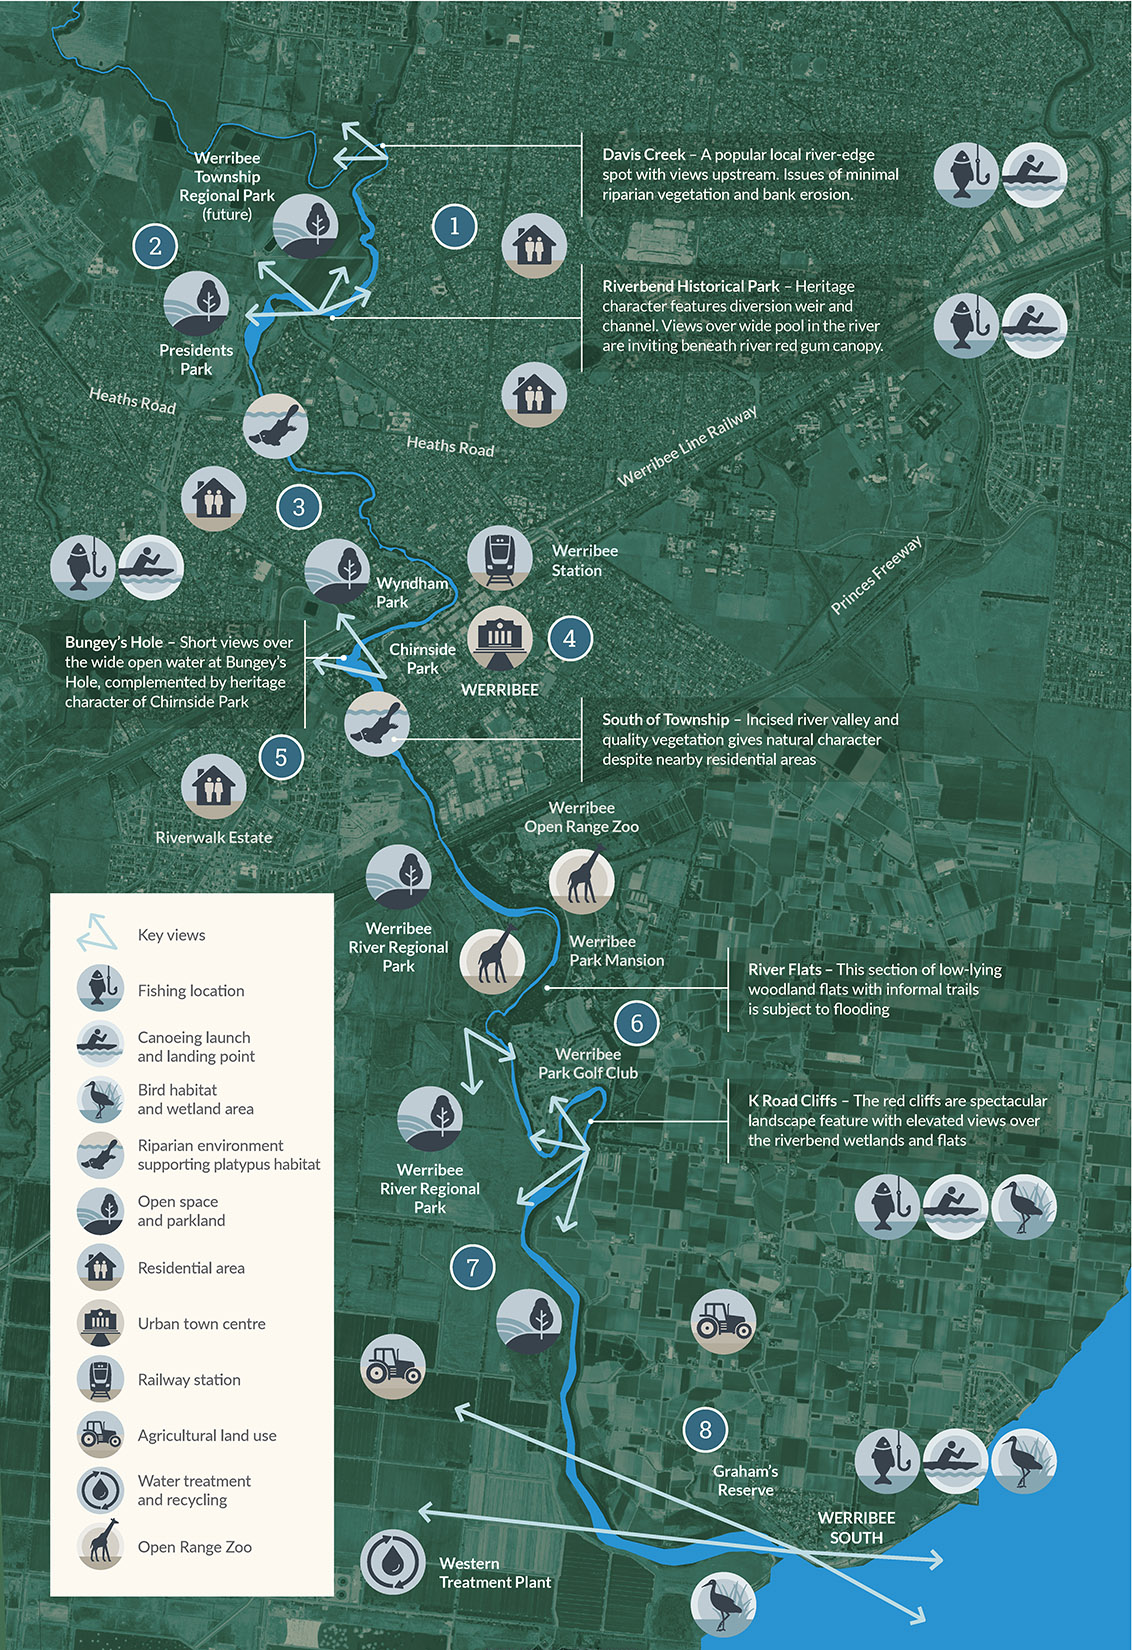 Werribee
Township
Regional Park
(future)
Davis Creek – A popular local river-edge
spot with views upstream. Issues of minimal
riparian vegetation and bank erosion.
1
2
Riverbend Historical Park – Heritage
character features diversion weir and
channel. Views over wide pool in the river
are inviting beneath river red gum canopy.
Presidents
Park
Heaths Road
Heaths Road
Werribee Line Railway
3
Werribee
Station
Wyndham
Park
Princes Freeway
4
Bungey's Hole – Short views over
the wide open water at Bungey's
Hole, complemented by heritage
character of Chirnside Park
Chirnside
Park
WERRIBEE
South of Township – Incised river valley and
quality vegetation gives natural character
despite nearby residential areas
5
Riverwalk Estate
Werribee
Open Range Zoo
Werribee
River Regional
Park
Werribee
Park Mansion
River Flats – This section of low-lying
woodland flats with informal trails
is subject to flooding
6
Werribee
Park Golf Club
K Road Cliffs – The red cliffs are spectacular
landscape feature with elevated views over
the riverbend wetlands and flats
Werribee
River Regional
Park
7
8
Graham's
Reserve
WERRIBEE
SOUTH
Western
Treatment Plant
Key views
Fishing location
Canoeing launch
and landing point
Bird habitat
and wetland area
Riparian environment
supporting platypus habitat
Open space
and parkland
Residential area
Urban town centre
Railway station
Agricultural land use
Water treatment
and recycling
Open Range Zoo